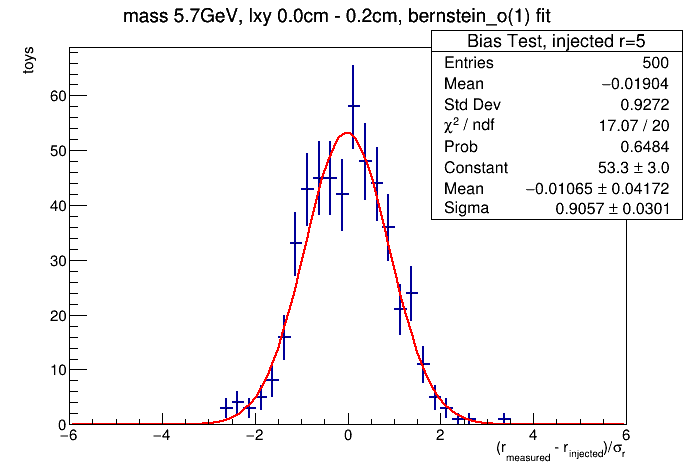 mass 5.7GeV, lxy 0.0cm - 0.2cm, bernstein_o(1) fit
Bias Test, injected r=5
Entries 500
Mean −0.01904
Std Dev 0.9272
χ² / ndf 17.07 / 20
Prob 0.6484
Constant 53.3 ± 3.0
Mean −0.01065 ± 0.04172
Sigma 0.9057 ± 0.0301
toys
60
50
40
30
20
10
0
−6 −4 −2 0 2 4 6
(r_measured - r_injected)/σ_r